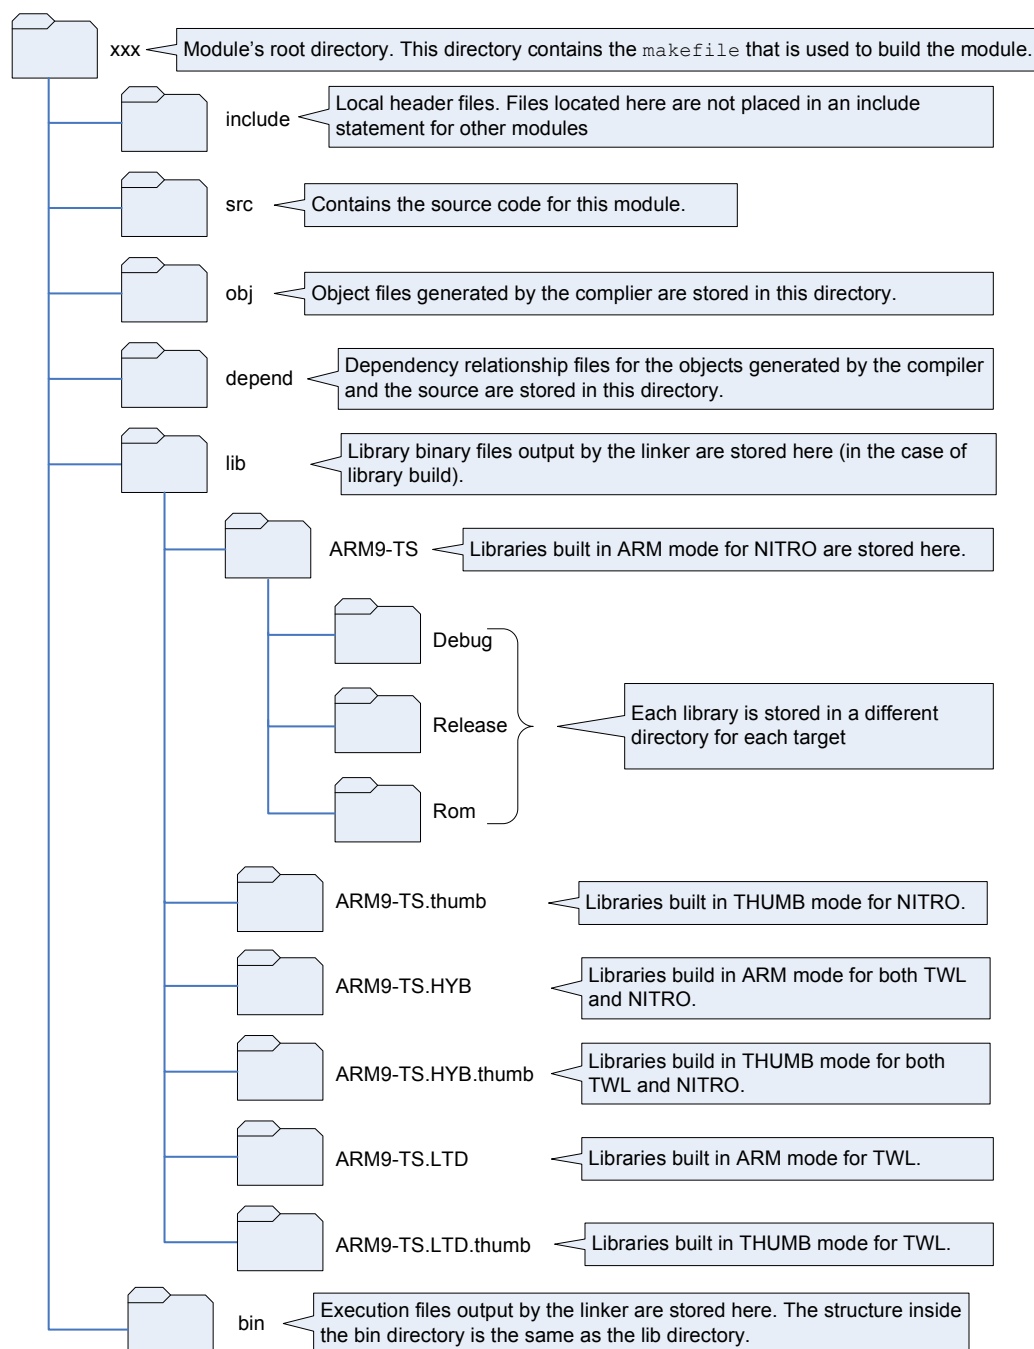 xxx
Module's root directory. This directory contains the makefile that is used to build the module.
include
Local header files. Files located here are not placed in an include
statement for other modules
src
Contains the source code for this module.
obj
Object files generated by the complier are stored in this directory.
depend
Dependency relationship files for the objects generated by the compiler
and the source are stored in this directory.
lib
Library binary files output by the linker are stored here (in the case of
library build).
ARM9-TS
Libraries built in ARM mode for NITRO are stored here.
Debug
Release
Each library is stored in a different
directory for each target
Rom
ARM9-TS.thumb
Libraries built in THUMB mode for NITRO.
ARM9-TS.HYB
Libraries build in ARM mode for both TWL
and NITRO.
ARM9-TS.HYB.thumb
Libraries build in THUMB mode for both
TWL and NITRO.
ARM9-TS.LTD
Libraries built in ARM mode for TWL.
ARM9-TS.LTD.thumb
Libraries built in THUMB mode for TWL.
bin
Execution files output by the linker are stored here. The structure inside
the bin directory is the same as the lib directory.